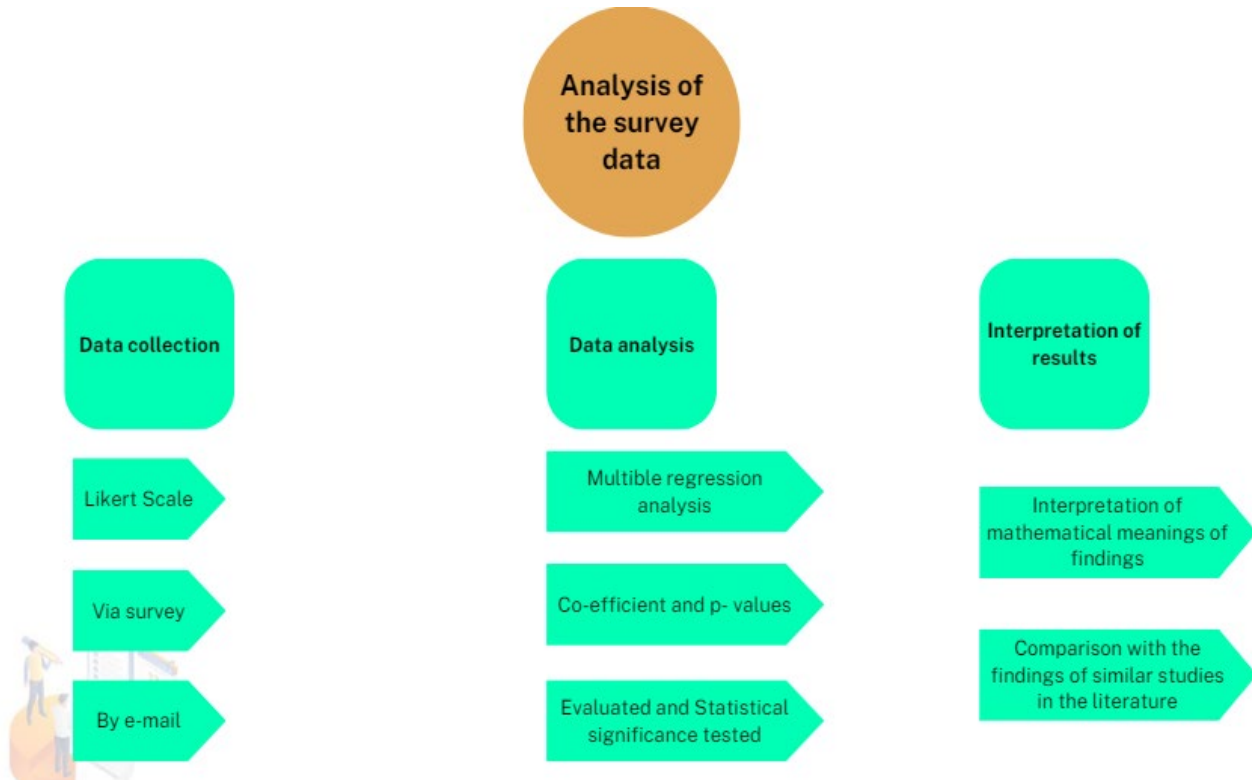 Analysis of
the survey
data
Data collection
Likert Scale
Via survey
By e-mail
Data analysis
Multible regression
analysis
Co-efficient and p- values
Evaluated and Statistical
significance tested
Interpretation of
results
Interpretation of
mathematical meanings of
findings
Comparison with the
findings of similar studies
in the literature